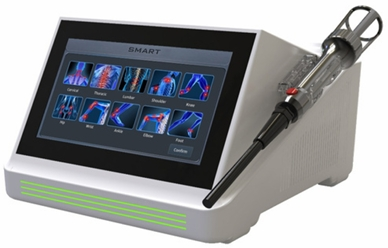 SMART
Cervical Thoracic Lumbar Shoulder Knee
Hip Wrist Ankle Elbow Foot
Confirm